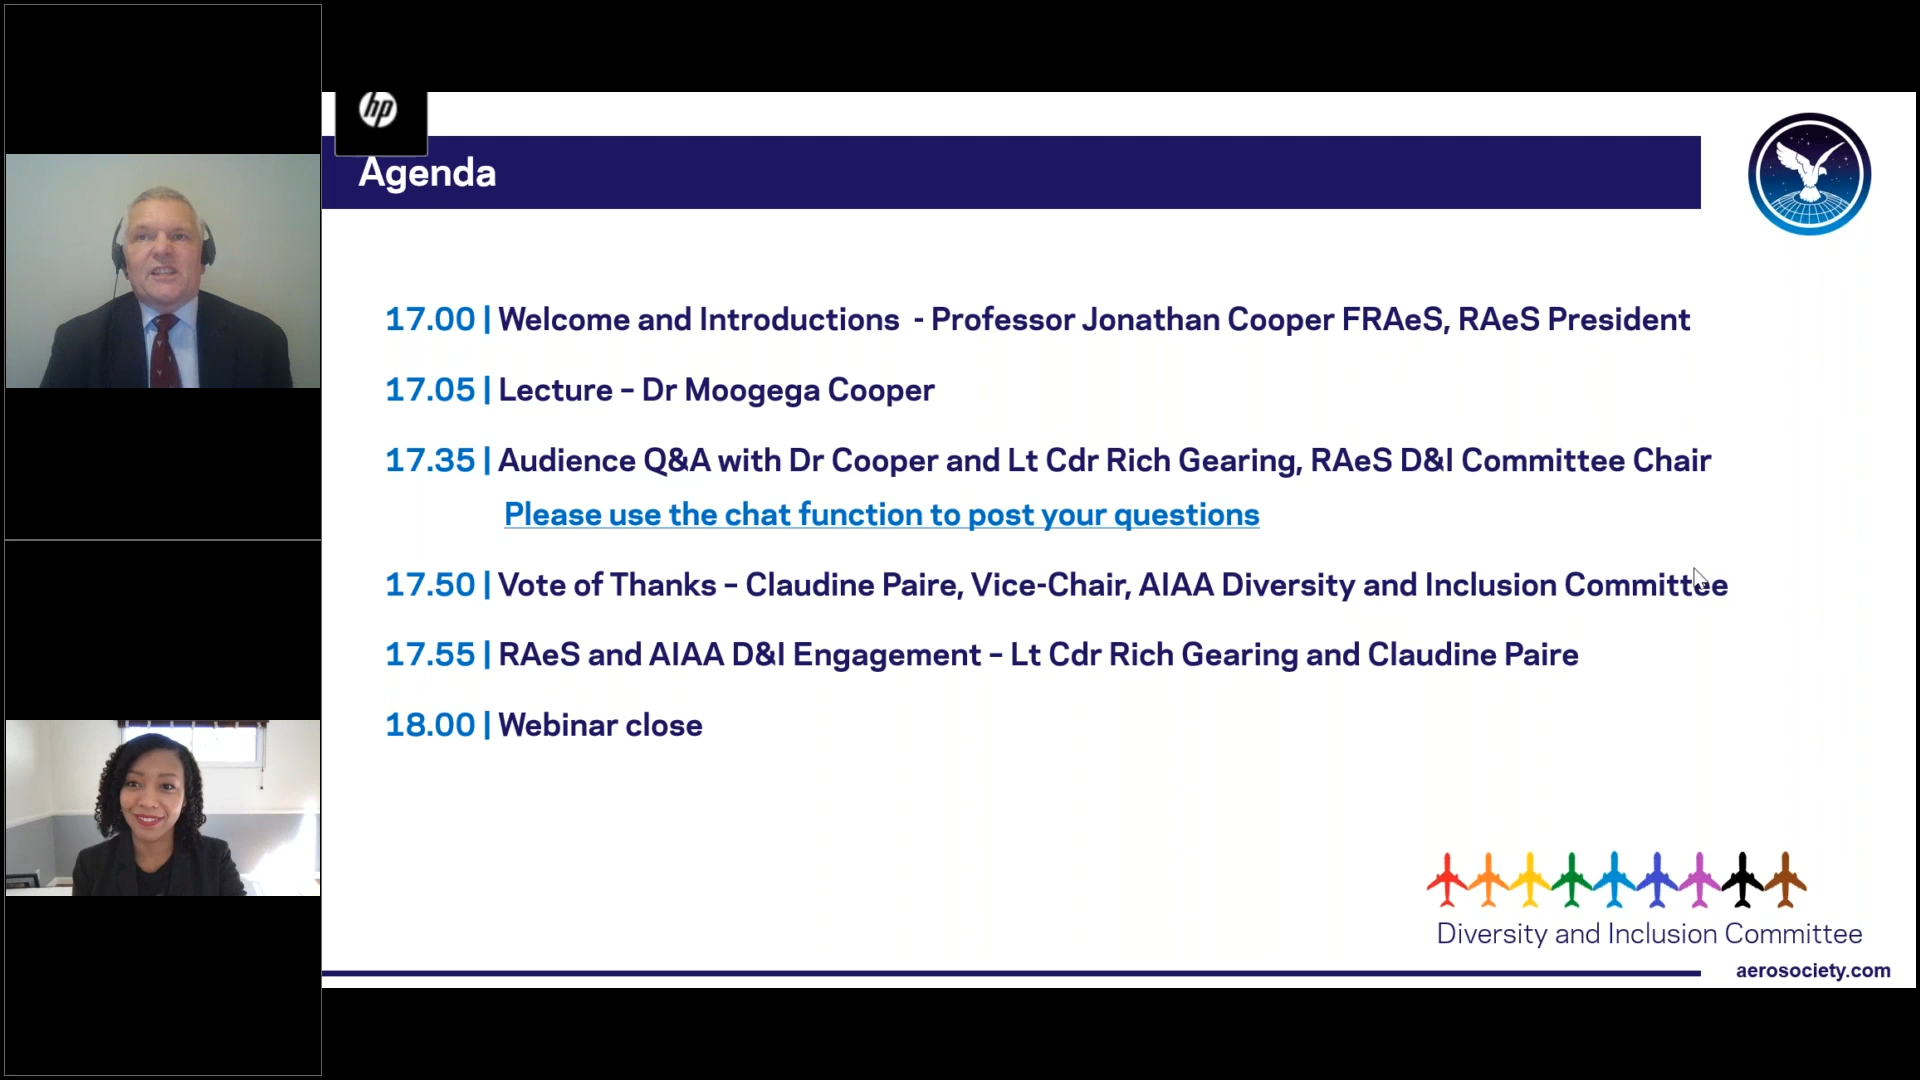 hp
Agenda
17.00 | Welcome and Introductions - Professor Jonathan Cooper FRAeS, RAeS President
17.05 | Lecture – Dr Moogega Cooper
17.35 | Audience Q&A with Dr Cooper and Lt Cdr Rich Gearing, RAeS D&I Committee Chair
Please use the chat function to post your questions
17.50 | Vote of Thanks – Claudine Paire, Vice-Chair, AIAA Diversity and Inclusion Committee
17.55 | RAeS and AIAA D&I Engagement – Lt Cdr Rich Gearing and Claudine Paire
18.00 | Webinar close
Diversity and Inclusion Committee
aerosociety.com